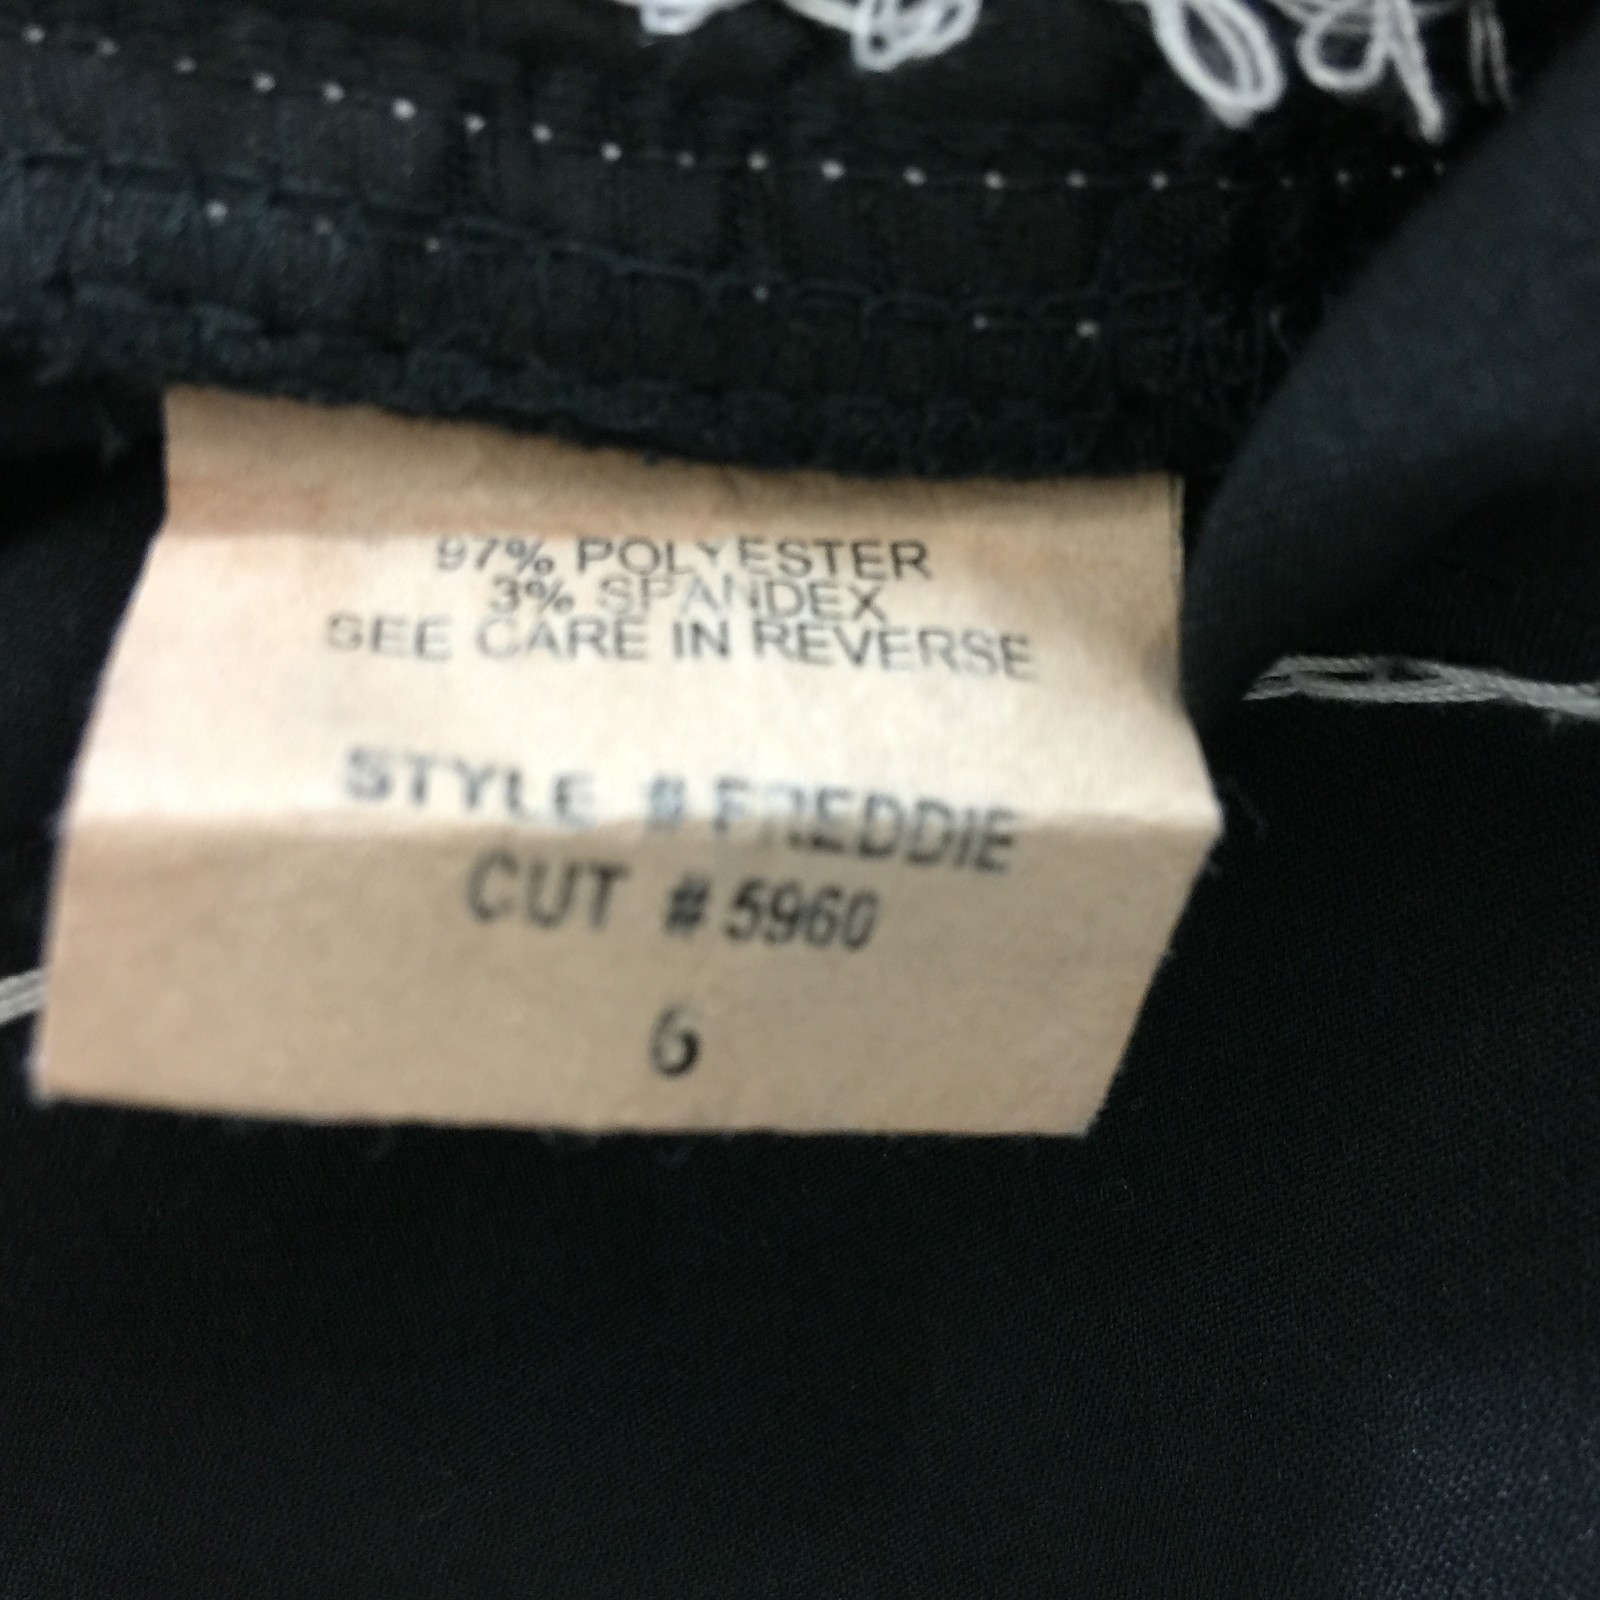 97% POLYESTER
3% SPANDEX
SEE CARE IN REVERSE
STYLE # FREDDIE
CUT # 5960
6